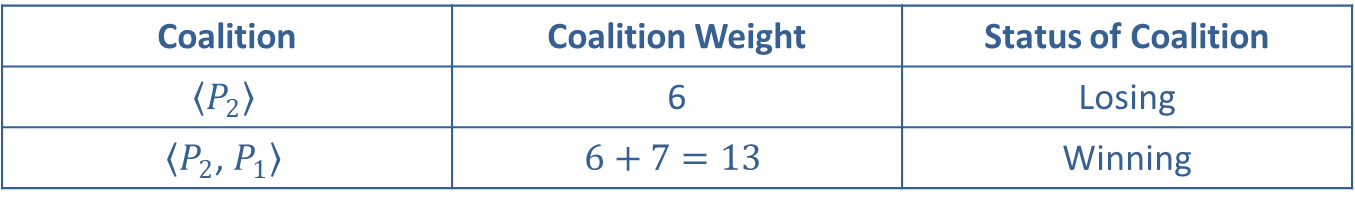 Coalition Coalition Weight Status of Coalition
⟨P₂⟩ 6 Losing
⟨P₂, P₁⟩ 6 + 7 = 13 Winning